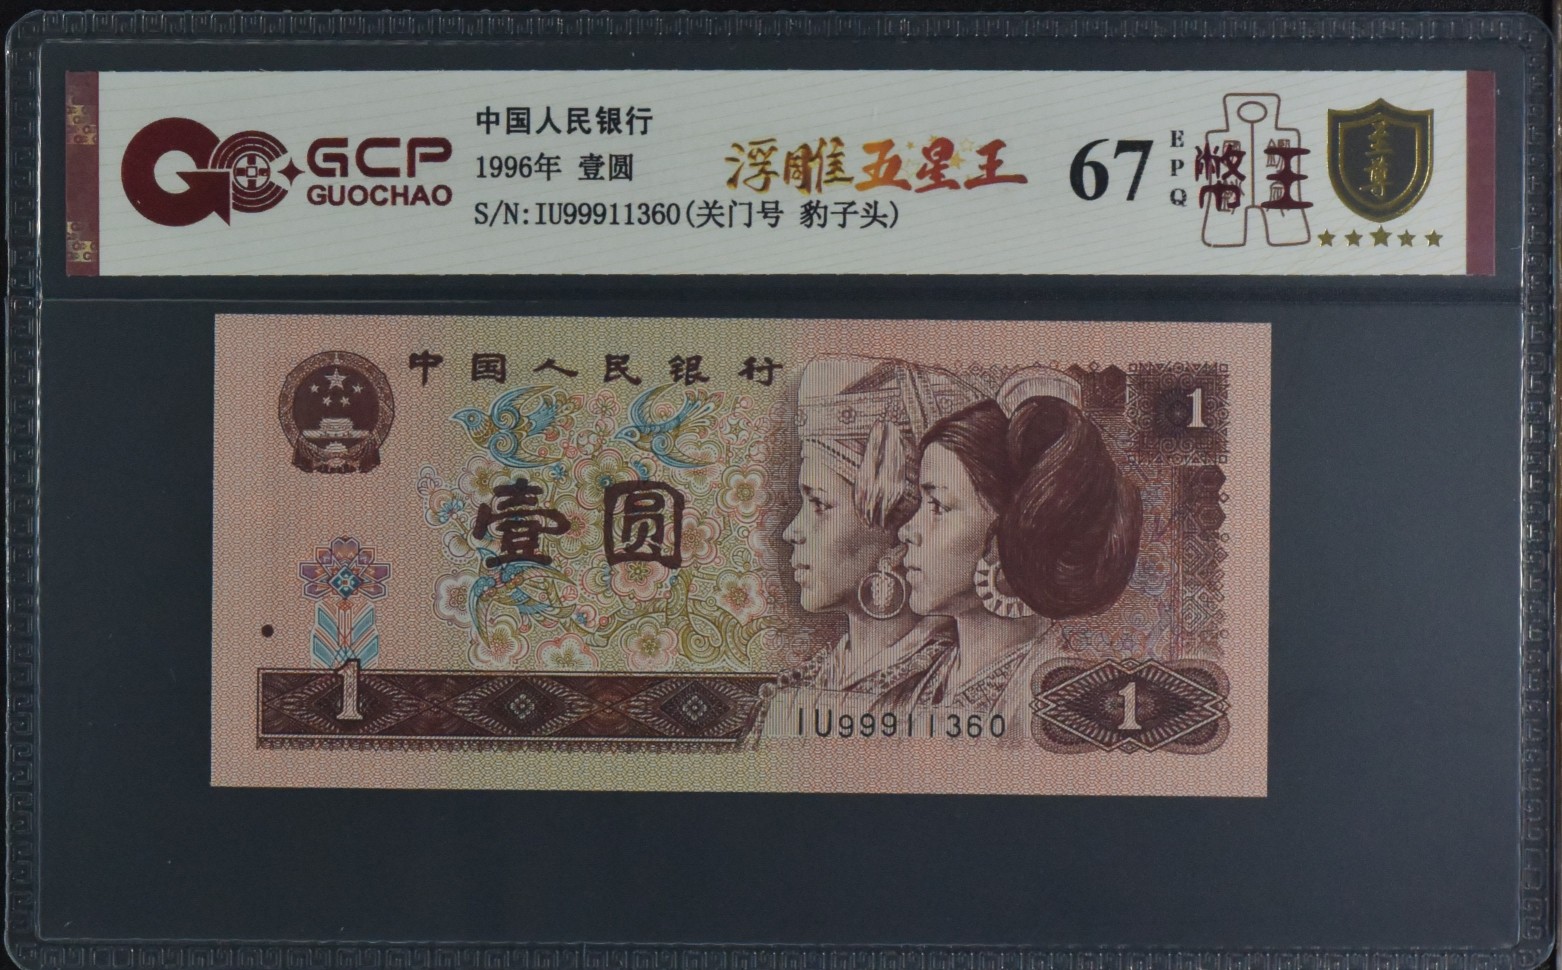 GCP
GUOCHAO
中国人民银行
1996年 壹圆
S/N:IU99911360(关门号 豹子头)
浮雕五星王
67
EPQ
至尊
中国人民银行
1
壹圆
1
IU99911360
1